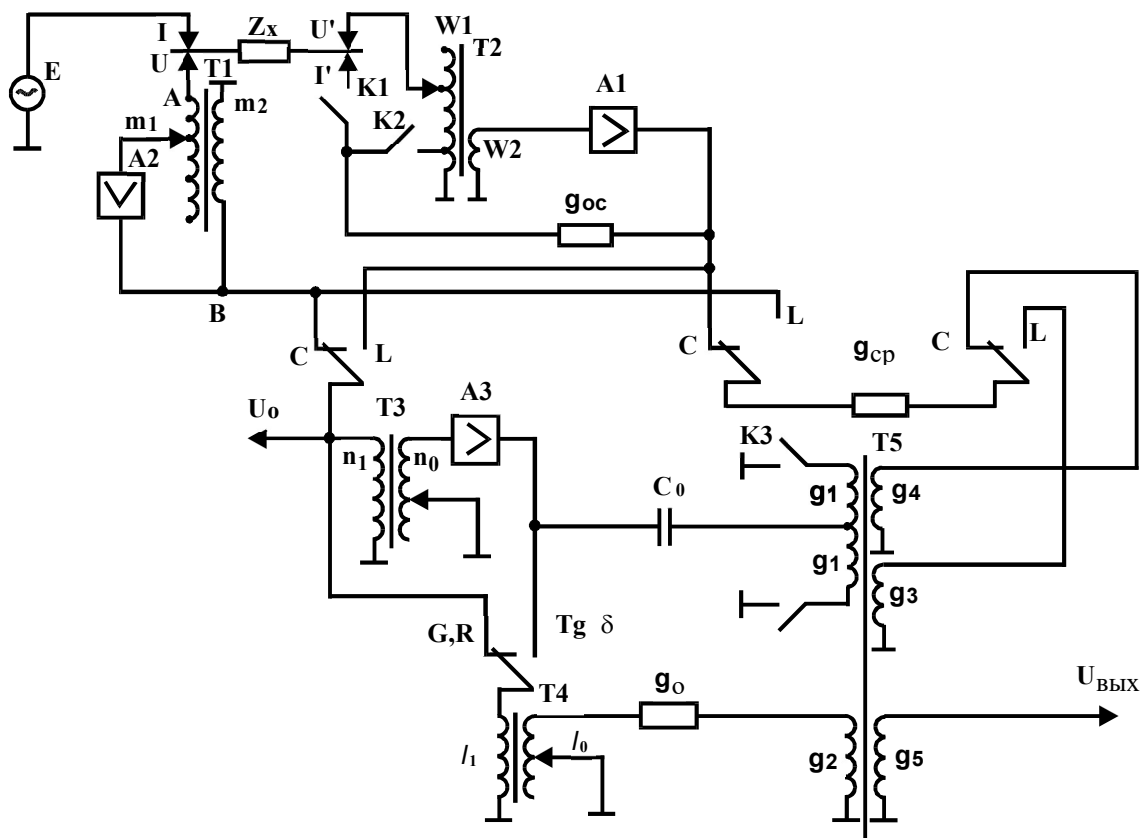 I Zx U' W1
T2
E U T1 I' K1 A1
A m2
m1 K2
A2 W2
goc
B L
C L C gcp C L
A3
Uo T3 K3 T5
n1 n0 g1 g4
C0
g1
g3
G,R Tg δ
T4 go Uвых
l1 l0 g2 g5